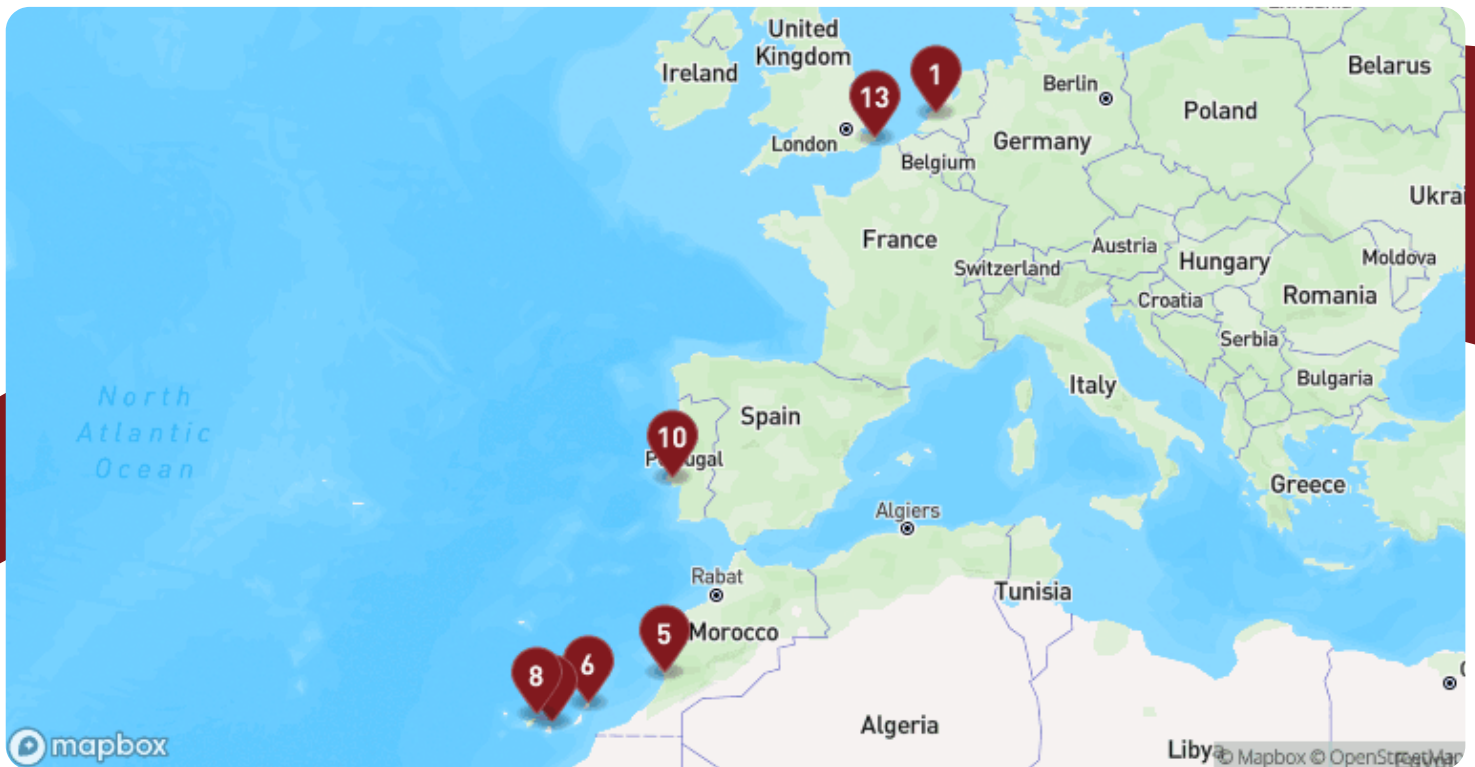 United
Kingdom
Ireland
1
13
London
Belgium
Berlin
Germany
Poland
Belarus
Ukrai
France
Switzerland
Austria
Hungary
Moldova
Croatia
Romania
Serbia
Italy
Bulgaria
North
Atlantic
Ocean
Spain
10
Greece
Algiers
Rabat
Tunisia
5
Morocco
6
8
Algeria
Libya
mapbox
© Mapbox © OpenStreetMap